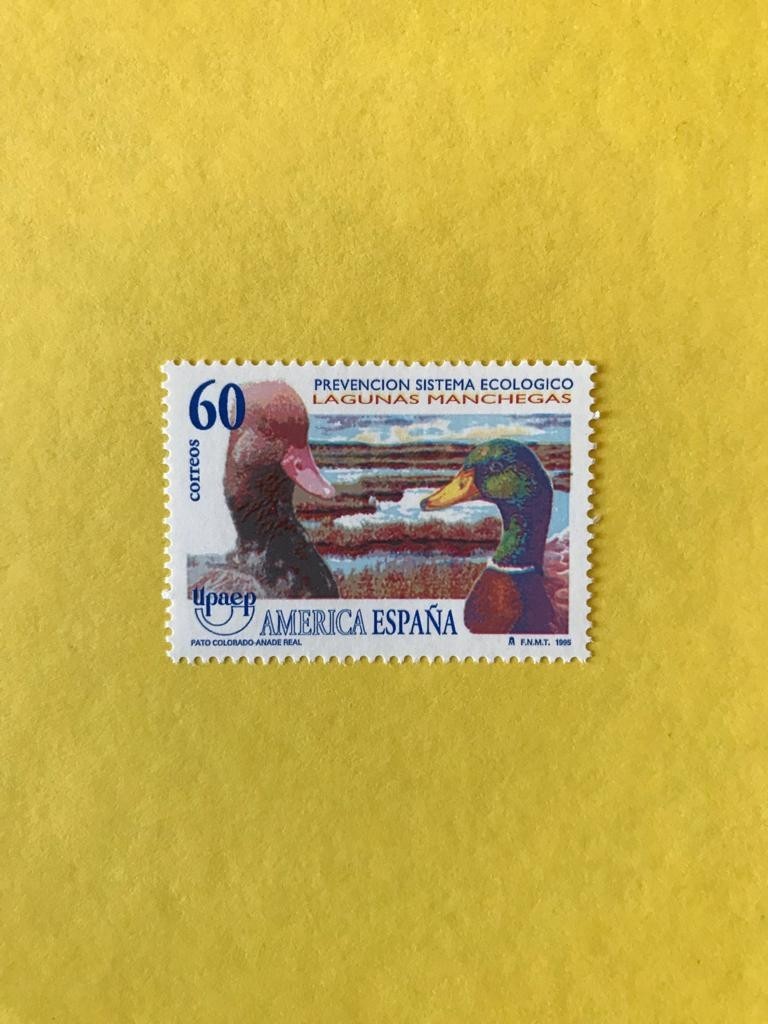 60
PREVENCION SISTEMA ECOLOGICO
LAGUNAS MANCHEGAS
correos
Upaep
AMERICA ESPAÑA
PATO COLORADO-ANADE REAL
F.N.M.T. 1995